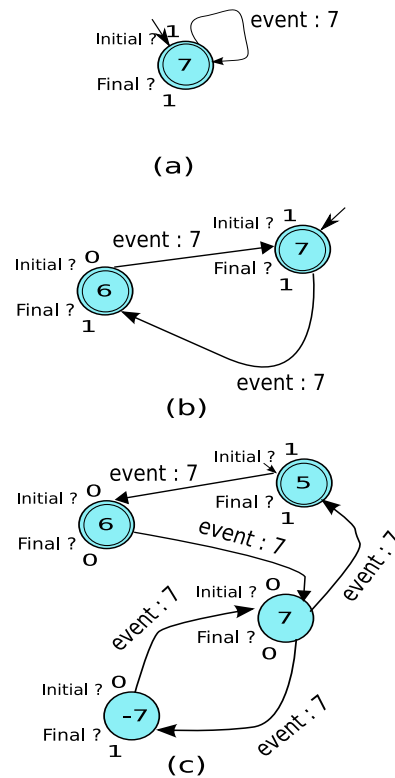 event : 7
Initial ? 1
7
Final ?
1
(a)
1
Initial ?
event : 7
7
0
Initial ?
Final ?
6
1
Final ?
1
event : 7
(b)
1
Initial ?
event : 7
5
0
Initial ?
Final ?
1
6
event : 7
Final ?
0
0
Initial ?
event : 7
7
event : 7
Final ?
0
0
Initial ?
-7
event : 7
Final ?
1
(c)